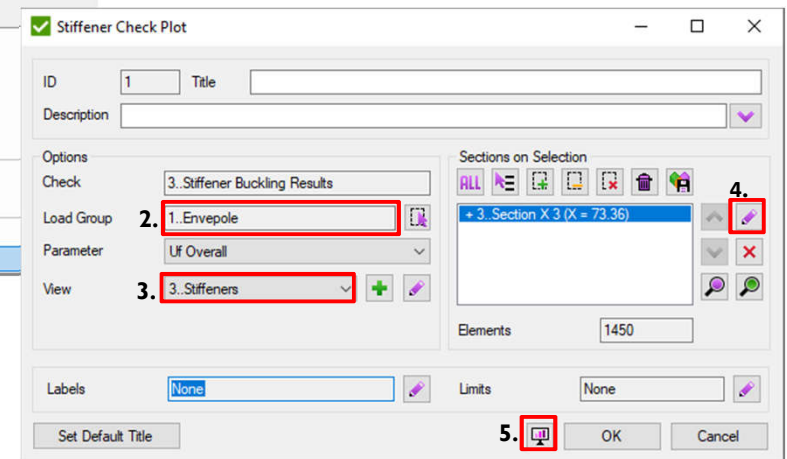 Stiffener Check Plot
ID 1 Title
Description
Options
Check 3..Stiffener Buckling Results
Load Group 2. 1..Envepole
Parameter Uf Overall
View 3. 3..Stiffeners
Sections on Selection
ALL
4.
+ 3..Section X 3 (X = 73.36)
Elements 1450
Labels None Limits None
Set Default Title 5. OK Cancel